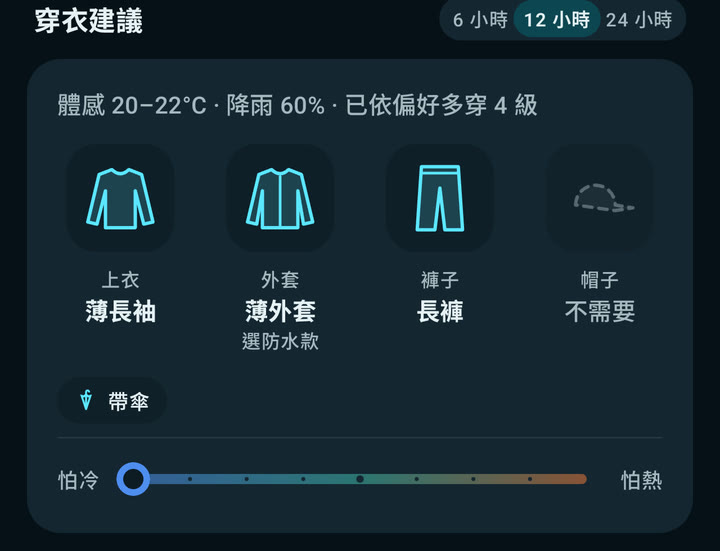 穿衣建議
6 小時 12 小時 24 小時
體感 20–22°C · 降雨 60% · 已依偏好多穿 4 級
上衣 外套 褲子 帽子
薄長袖 薄外套 長褲 不需要
選防水款
帶傘
怕冷 怕熱